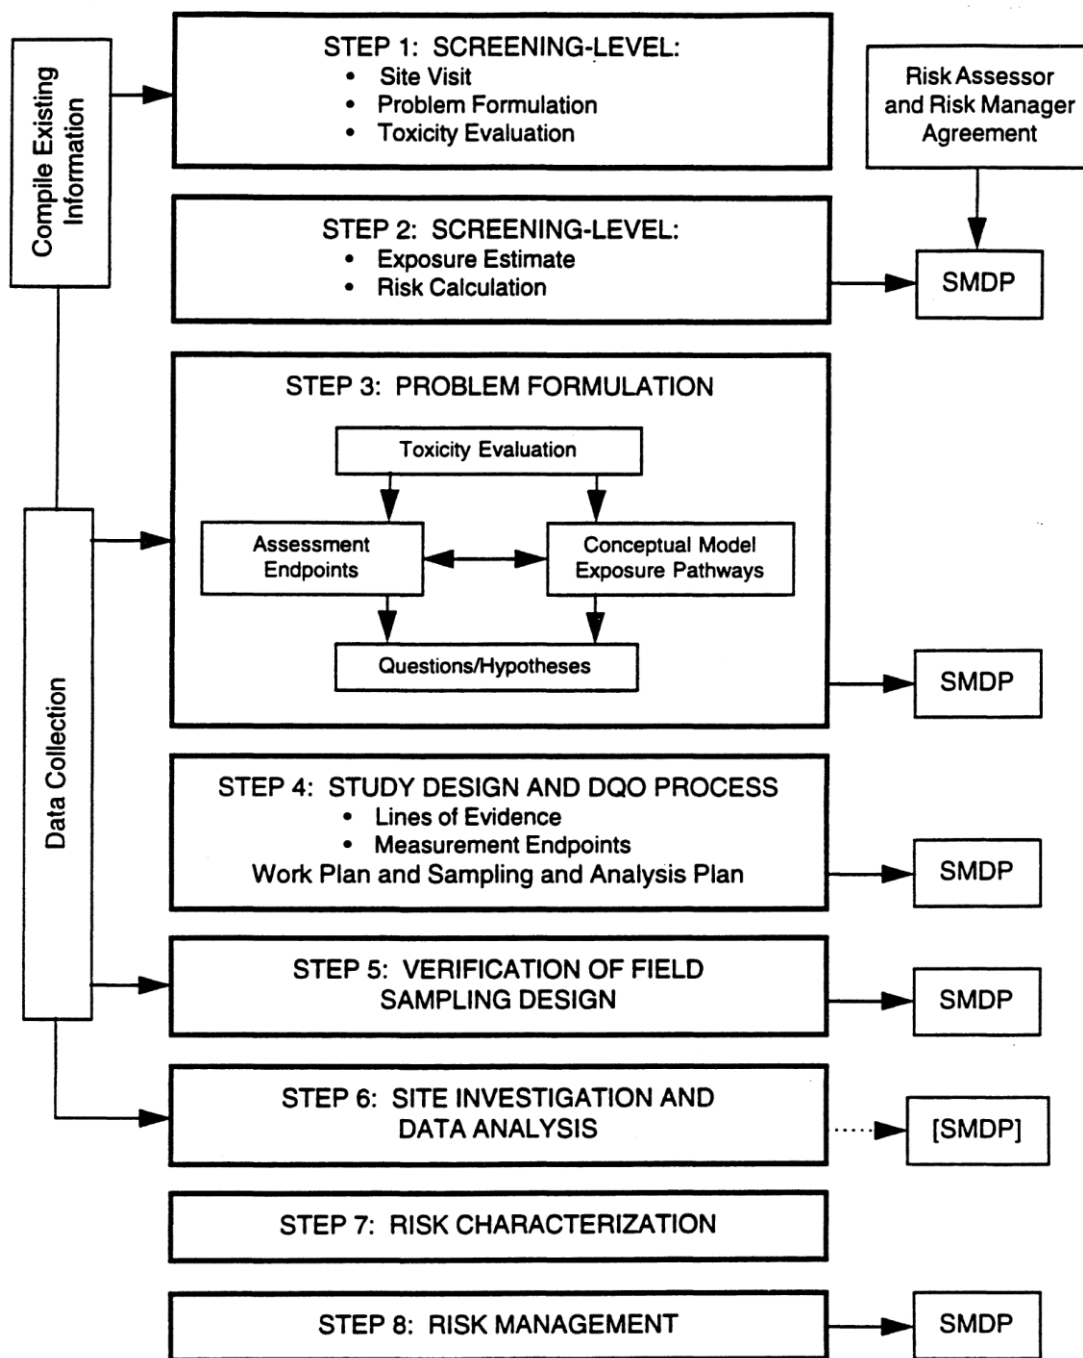 Compile Existing
Information
STEP 1: SCREENING-LEVEL:
• Site Visit
• Problem Formulation
• Toxicity Evaluation
Risk Assessor
and Risk Manager
Agreement
STEP 2: SCREENING-LEVEL:
• Exposure Estimate
• Risk Calculation
SMDP
Data Collection
STEP 3: PROBLEM FORMULATION
Toxicity Evaluation
Assessment
Endpoints
Conceptual Model
Exposure Pathways
Questions/Hypotheses
SMDP
STEP 4: STUDY DESIGN AND DQO PROCESS
• Lines of Evidence
• Measurement Endpoints
Work Plan and Sampling and Analysis Plan
SMDP
STEP 5: VERIFICATION OF FIELD
SAMPLING DESIGN
SMDP
STEP 6: SITE INVESTIGATION AND
DATA ANALYSIS
[SMDP]
STEP 7: RISK CHARACTERIZATION
STEP 8: RISK MANAGEMENT
SMDP